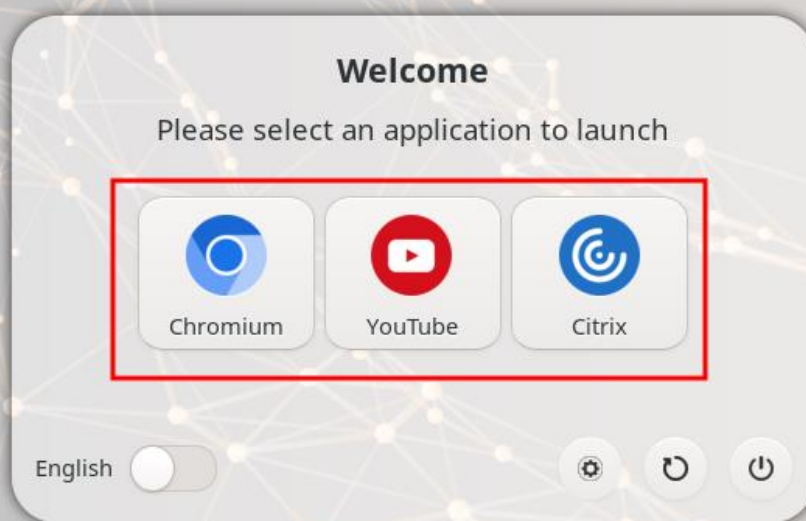 Welcome
Please select an application to launch
Chromium YouTube Citrix
English